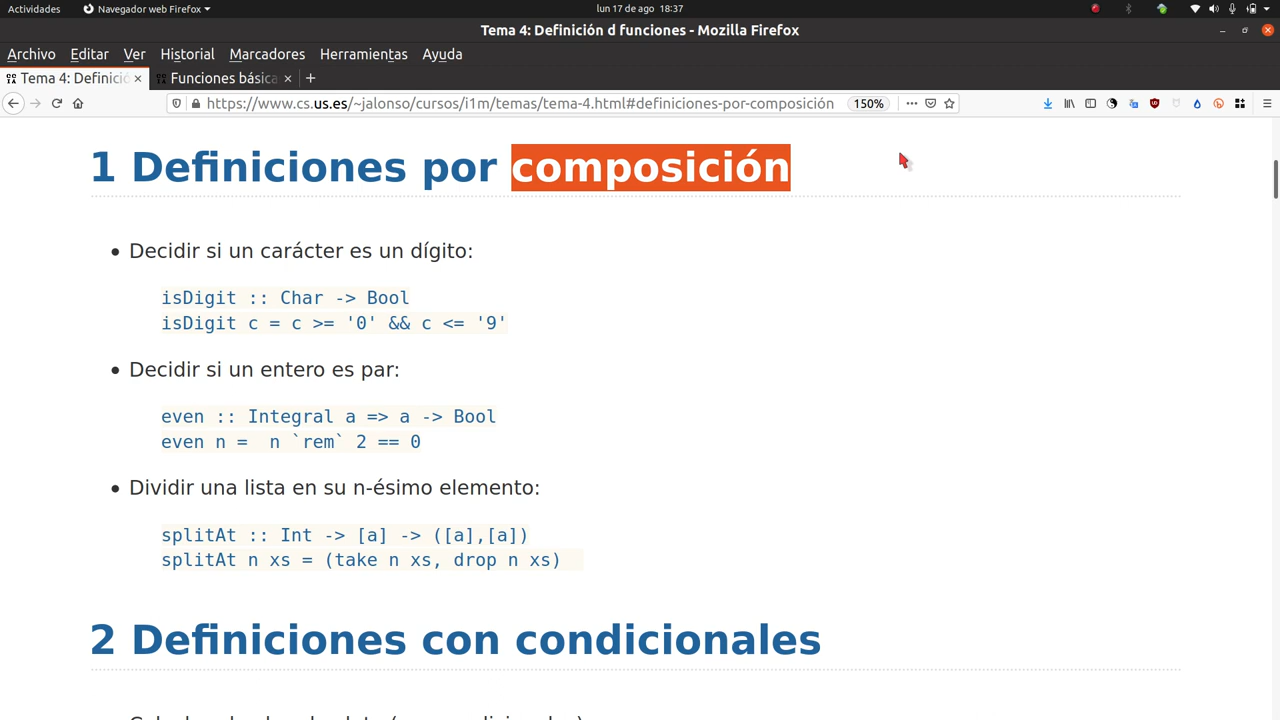 Actividades Navegador web Firefox lun 17 de ago 18:37
Tema 4: Definición d funciones - Mozilla Firefox
Archivo Editar Ver Historial Marcadores Herramientas Ayuda
Tema 4: Definició Funciones básica
https://www.cs.us.es/~jalonso/cursos/i1m/temas/tema-4.html#definiciones-por-composición 150%
1 Definiciones por composición
• Decidir si un carácter es un dígito:
isDigit :: Char -> Bool
isDigit c = c >= '0' && c <= '9'
• Decidir si un entero es par:
even :: Integral a => a -> Bool
even n =  n `rem` 2 == 0
• Dividir una lista en su n-ésimo elemento:
splitAt :: Int -> [a] -> ([a],[a])
splitAt n xs = (take n xs, drop n xs)
2 Definiciones con condicionales